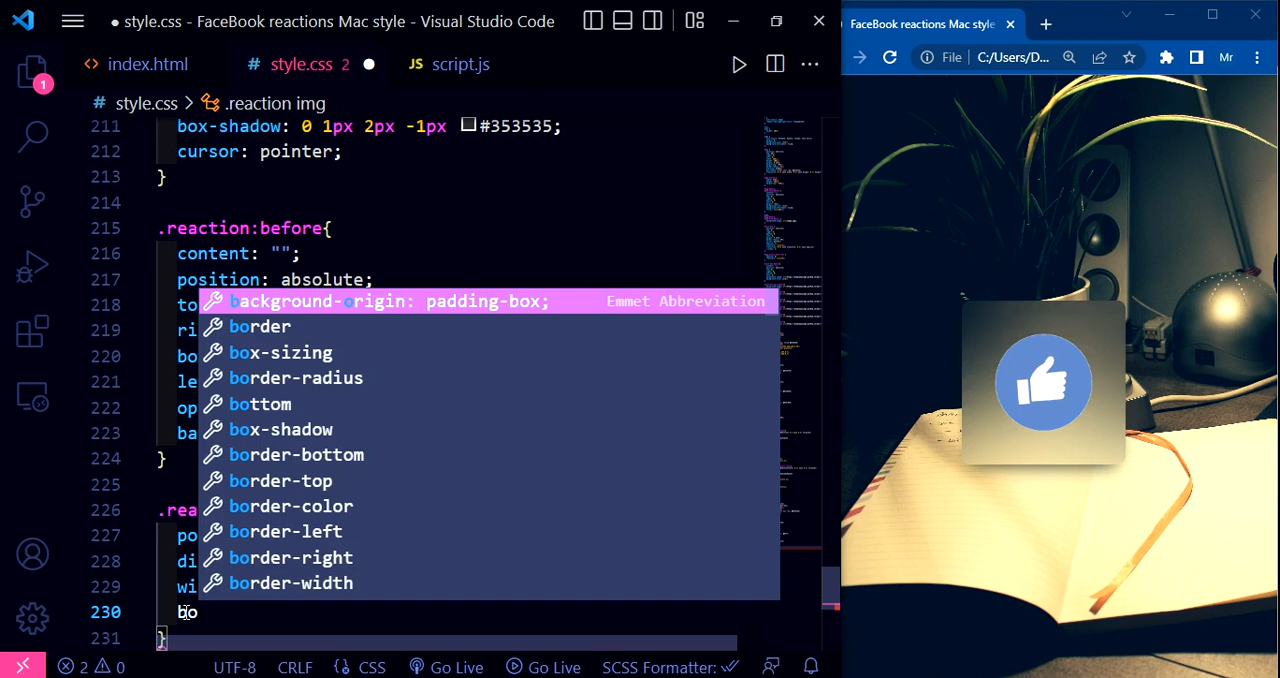 ● style.css - FaceBook reactions Mac style - Visual Studio Code
index.html
# style.css 2 ●
JS script.js
1
# style.css > .reaction img
211 box-shadow: 0 1px 2px -1px #353535;
212 cursor: pointer;
213 }
214
215 .reaction:before{
216 content: "";
217 position: absolute;
218 to
219 ri
220 bo
221 le
222 op
223 ba
224 }
225
226 .rea
227 po
228 di
229 wi
230 bo
231 }
background-origin: padding-box; Emmet Abbreviation
border
box-sizing
border-radius
bottom
box-shadow
border-bottom
border-top
border-color
border-left
border-right
border-width
2 0 UTF-8 CRLF {} CSS Go Live Go Live SCSS Formatter:
FaceBook reactions Mac style
File C:/Users/D... Mr